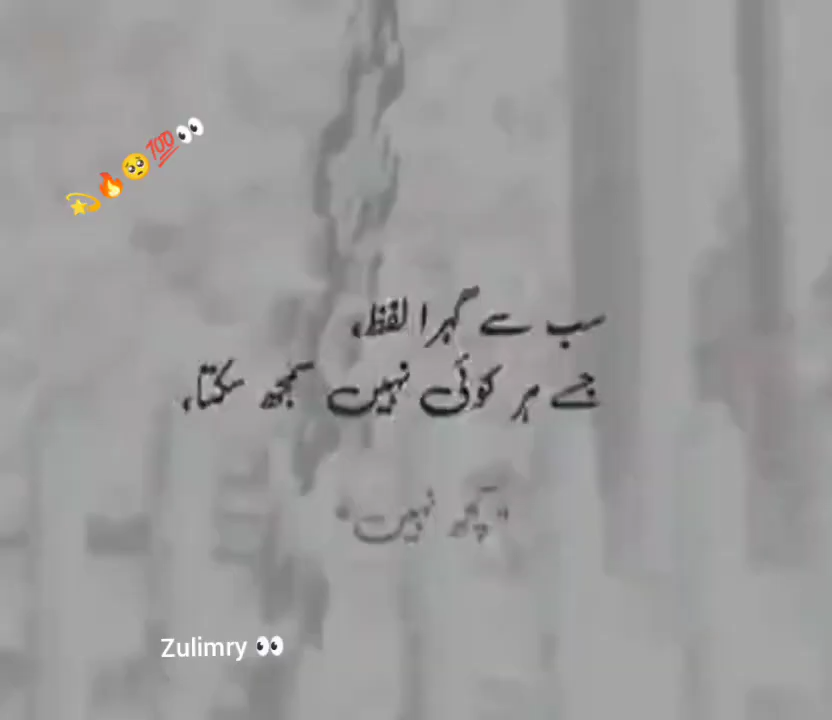 💫🔥🥺💯👀
سب سے گہرا لفظ،
جسے ہر کوئی نہیں سمجھ سکتا،
"کچھ نہیں"
Zulimry 👀